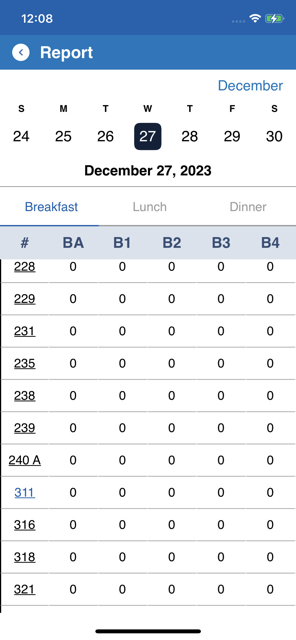 12:08
Report
December
S M T W T F S
24 25 26 27 28 29 30
December 27, 2023
Breakfast Lunch Dinner
# BA B1 B2 B3 B4
228 0 0 0 0 0
229 0 0 0 0 0
231 0 0 0 0 0
235 0 0 0 0 0
238 0 0 0 0 0
239 0 0 0 0 0
240 A 0 0 0 0 0
311 0 0 0 0 0
316 0 0 0 0 0
318 0 0 0 0 0
321 0 0 0 0 0